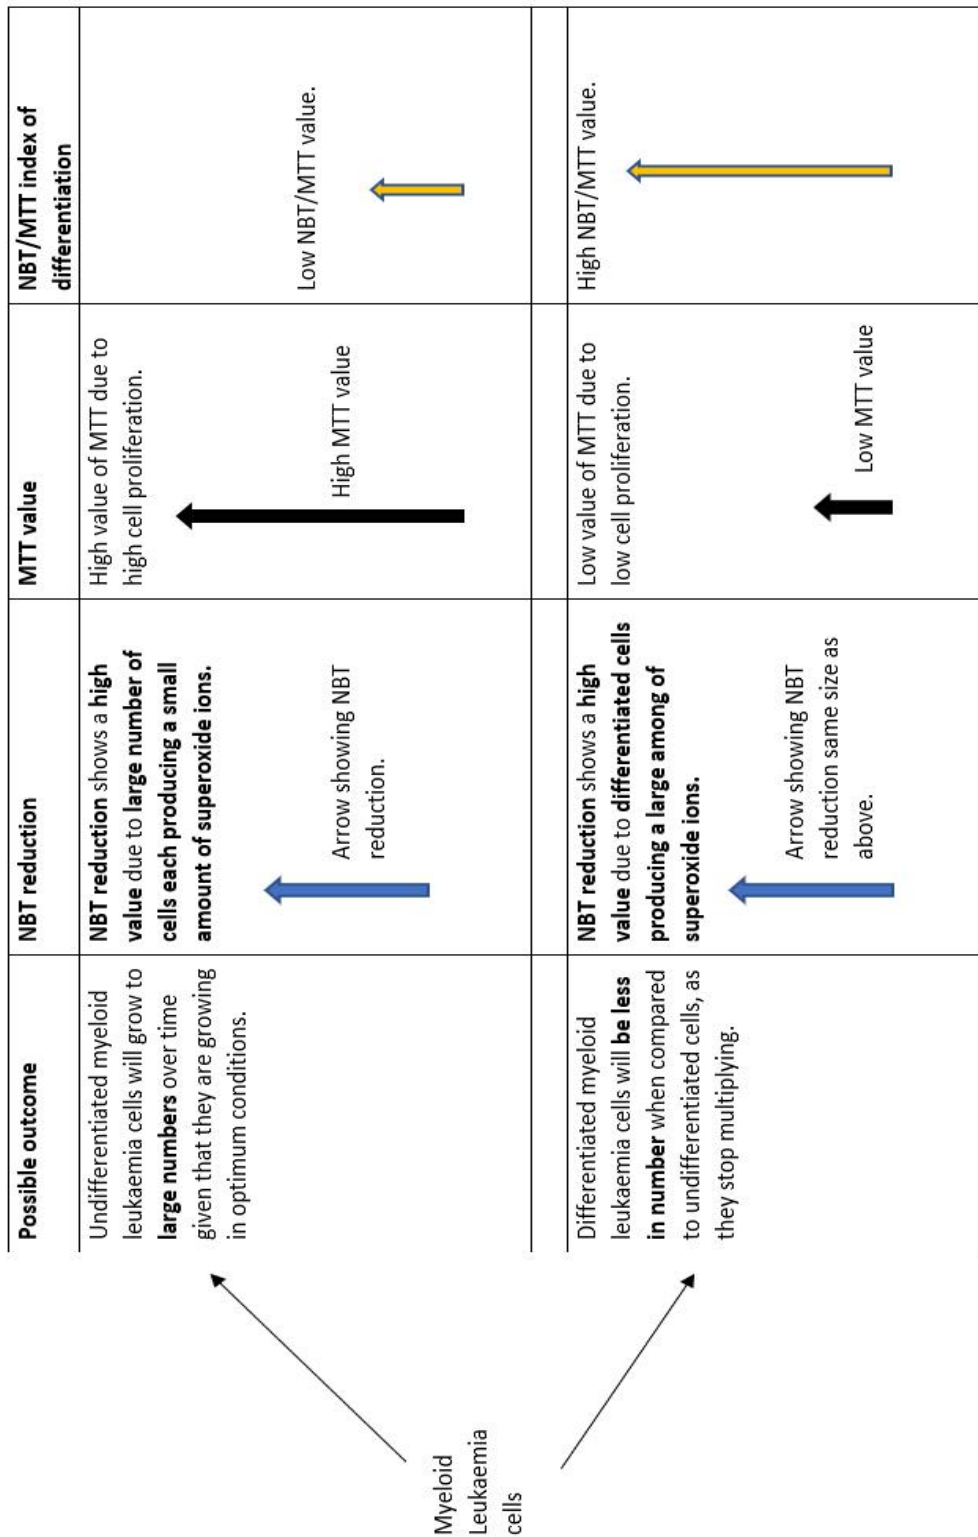 Possible outcome
NBT reduction
MTT value
NBT/MTT index of
differentiation
Myeloid
Leukaemia
cells
Undifferentiated myeloid
leukaemia cells will grow to
large numbers over time
given that they are growing
in optimum conditions.
NBT reduction shows a high
value due to large number of
cells each producing a small
amount of superoxide ions.
Arrow showing NBT
reduction.
High value of MTT due to
high cell proliferation.
High MTT value
Low NBT/MTT value.
Differentiated myeloid
leukaemia cells will be less
in number when compared
to undifferentiated cells, as
they stop multiplying.
NBT reduction shows a high
value due to differentiated cells
producing a large among of
superoxide ions.
Arrow showing NBT
reduction same size as
above.
Low value of MTT due to
low cell proliferation.
Low MTT value
High NBT/MTT value.